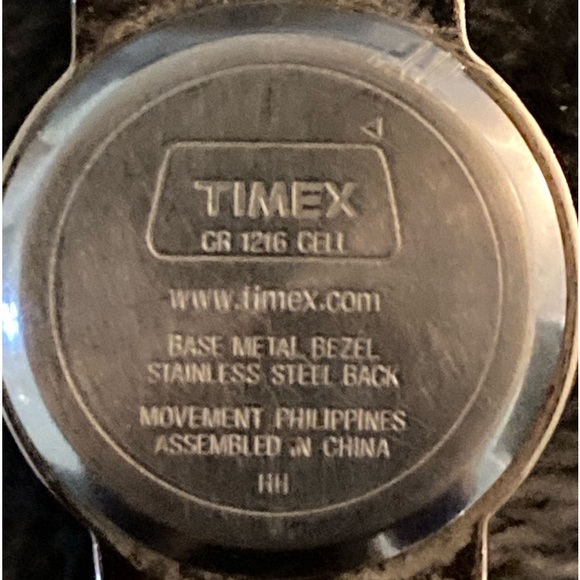 TIMEX
CR 1216 CELL
www.timex.com
BASE METAL BEZEL
STAINLESS STEEL BACK
MOVEMENT PHILIPPINES
ASSEMBLED IN CHINA
HH